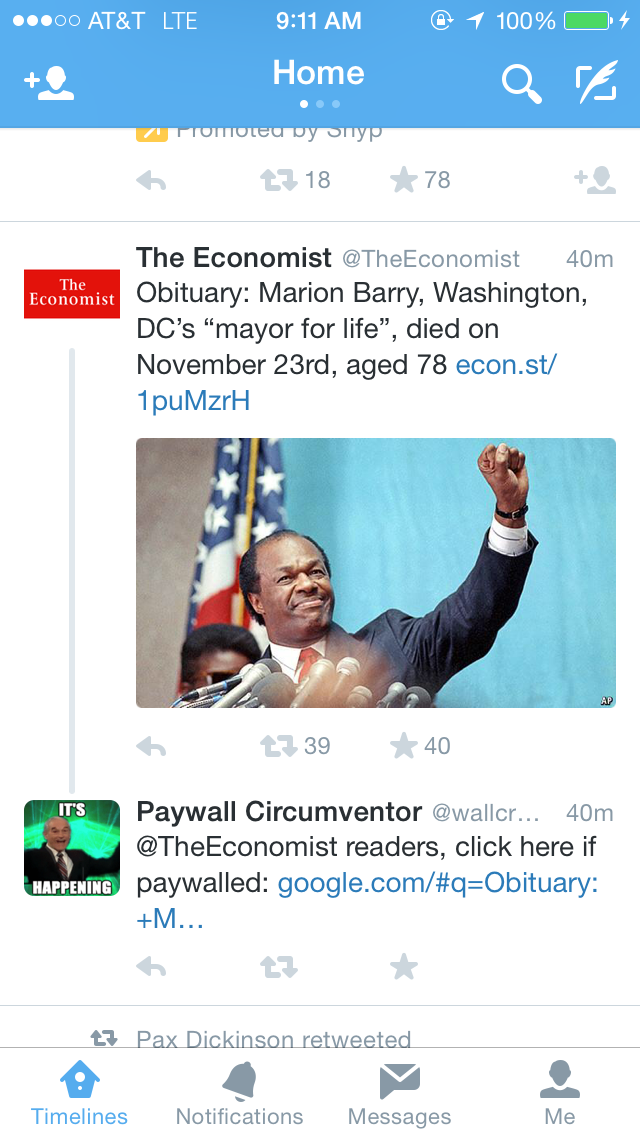 AT&T LTE 9:11 AM 100%
Home
Promoted by Shyp
18 78
The Economist @TheEconomist 40m
The
Economist
Obituary: Marion Barry, Washington,
DC’s “mayor for life”, died on
November 23rd, aged 78 econ.st/
1puMzrH
AP
39 40
IT'S
HAPPENING
Paywall Circumventor @wallcr... 40m
@TheEconomist readers, click here if
paywalled: google.com/#q=Obituary:
+M...
Pax Dickinson retweeted
Timelines Notifications Messages Me